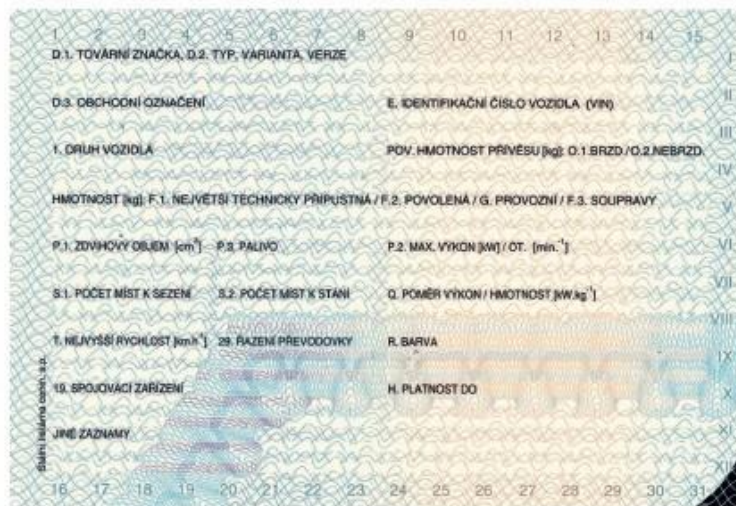 1 2 3 4 5 6 7 8 9 10 11 12 13 14 15
D.1. TOVÁRNÍ ZNAČKA, D.2. TYP, VARIANTA, VERZE
I
D.3. OBCHODNÍ OZNAČENÍ E. IDENTIFIKAČNÍ ČÍSLO VOZIDLA (VIN)
II
III
1. DRUH VOZIDLA POV. HMOTNOST PŘÍVĚSU [kg]: O.1.BRZD./O.2.NEBRZD.
IV
HMOTNOST [kg]: F.1. NEJVĚTŠÍ TECHNICKY PŘÍPUSTNÁ / F.2. POVOLENÁ / G. PROVOZNÍ / F.3. SOUPRAVY
V
P.1. ZDVIHOVÝ OBJEM [cm³] P.3. PALIVO P.2. MAX. VÝKON [kW] / OT. [min.⁻¹]
VI
VII
S.1. POČET MÍST K SEZENÍ S.2. POČET MÍST K STÁNÍ Q. POMĚR VÝKON / HMOTNOST [kW.kg⁻¹]
VIII
T. NEJVYŠŠÍ RYCHLOST [km.h⁻¹] 29. ŘAZENÍ PŘEVODOVKY R. BARVA
IX
19. SPOJOVACÍ ZAŘÍZENÍ H. PLATNOST DO
X
JINÉ ZÁZNAMY
XI
XII
16 17 18 19 20 21 22 23 24 25 26 27 28 29 30 31
Státní tiskárna cenin, s.p.